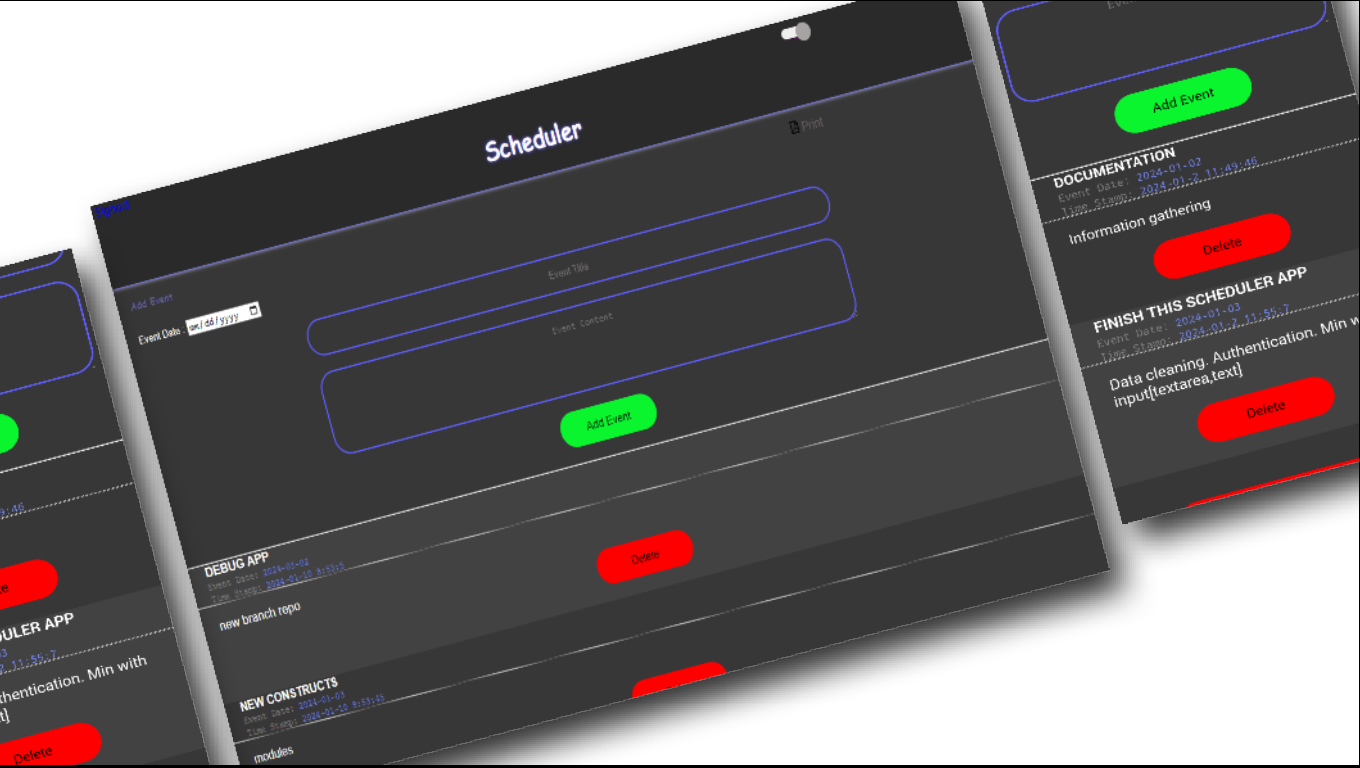 Scheduler
Print
Add Event
Event Date :
mm/dd/yyyy
Event Title
Event Content
Add Event
DEBUG APP
Event Date: 2024-01-02
Time Stamp: 2024-01-10 8:53:5
Delete
new branch repo
NEW CONSTRUCTS
Event Date: 2024-01-03
Time Stamp: 2024-01-10 8:53:45
modules
Add Event
DOCUMENTATION
Event Date: 2024-01-02
Time Stamp: 2024-01-2 11:49:46
Information gathering
Delete
FINISH THIS SCHEDULER APP
Event Date: 2024-01-03
Time Stamp: 2024-01-2 11:55:7
Data cleaning. Authentication. Min w
input[textarea,text]
Delete
9:46
te
DULER APP
03
2 11:55:7
thentication. Min with
t]
Delete